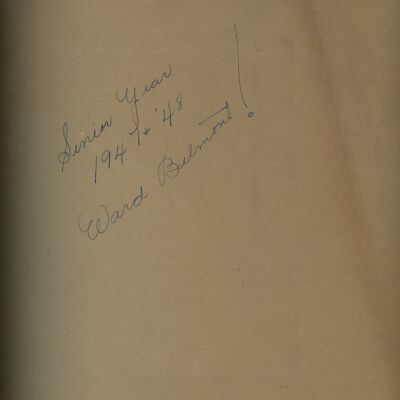 Senior Year
1947 & '48
Ward Belmont!